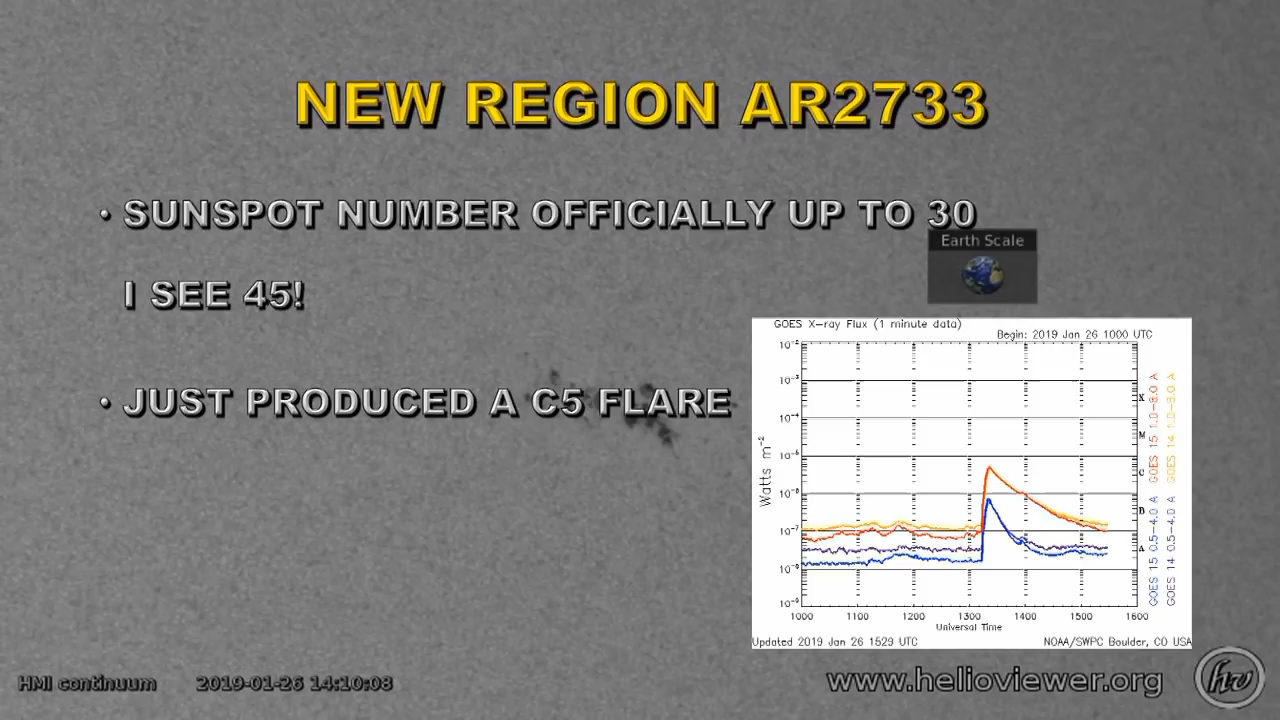 NEW REGION AR2733
• SUNSPOT NUMBER OFFICIALLY UP TO 30
Earth Scale
I SEE 45!
• JUST PRODUCED A C5 FLARE
GOES X-ray Flux (1 minute data)
Begin: 2019 Jan 26 1000 UTC
10⁻²
10⁻³
10⁻⁴
10⁻⁵
10⁻⁶
10⁻⁷
10⁻⁸
10⁻⁹
Watts m⁻²
X
M
C
B
A
GOES 15 1.0-8.0 A
GOES 14 1.0-8.0 A
GOES 15 0.5-4.0 A
GOES 14 0.5-4.0 A
1000 1100 1200 1300 1400 1500 1600
Universal Time
Updated 2019 Jan 26 1529 UTC
NOAA/SWPC Boulder, CO USA
HMI continuum 2019-01-26 14:10:08
www.helioviewer.org
hv